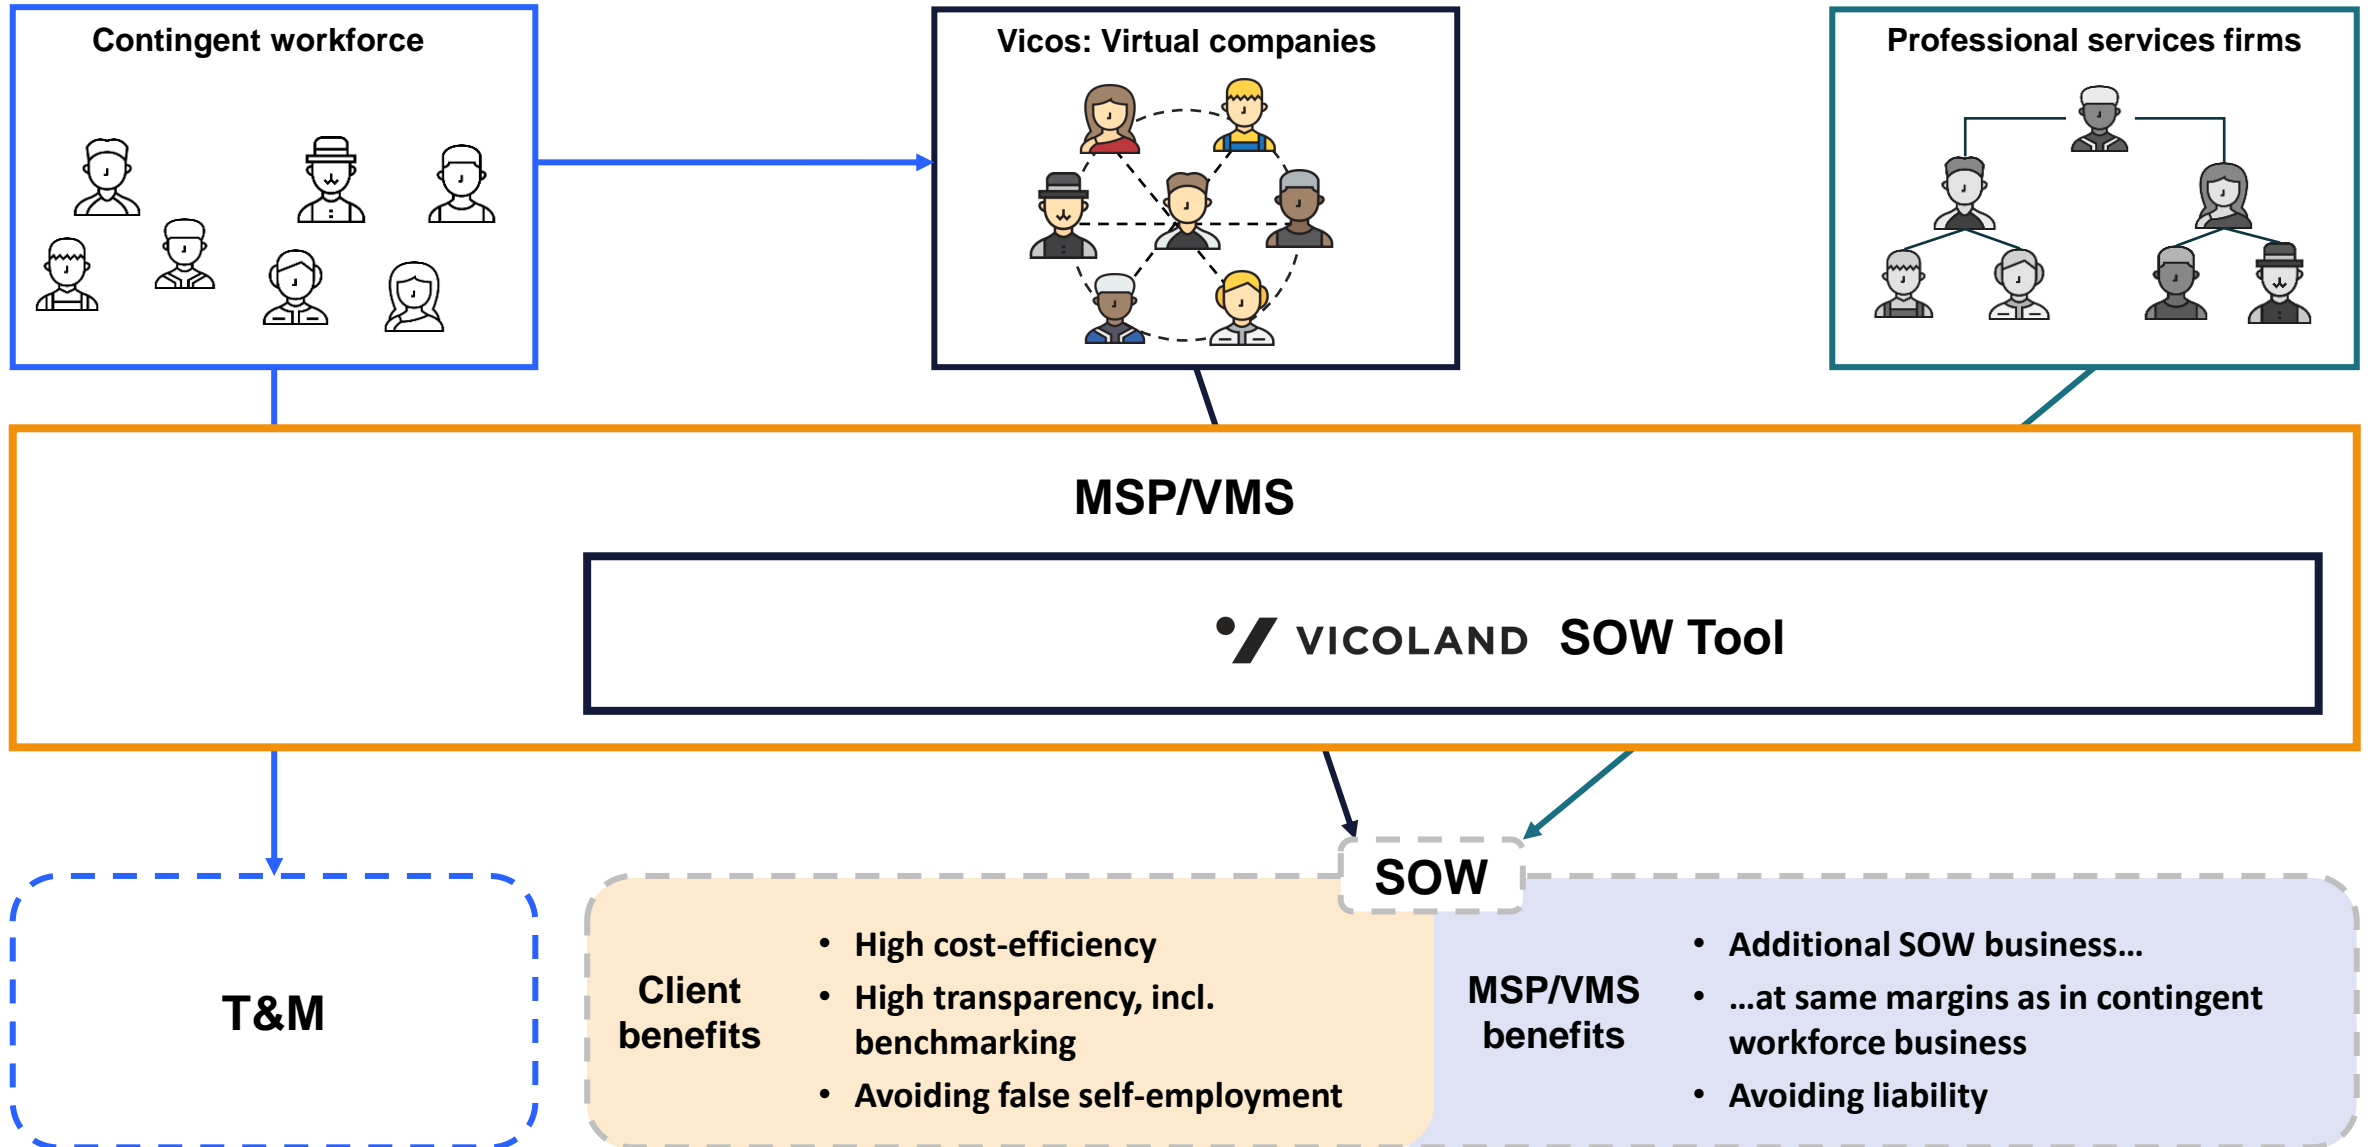 Contingent workforce
Vicos: Virtual companies
Professional services firms
MSP/VMS
VICOLAND SOW Tool
SOW
T&M
Client
benefits
• High cost-efficiency
• High transparency, incl.
benchmarking
• Avoiding false self-employment
MSP/VMS
benefits
• Additional SOW business…
• …at same margins as in contingent
workforce business
• Avoiding liability